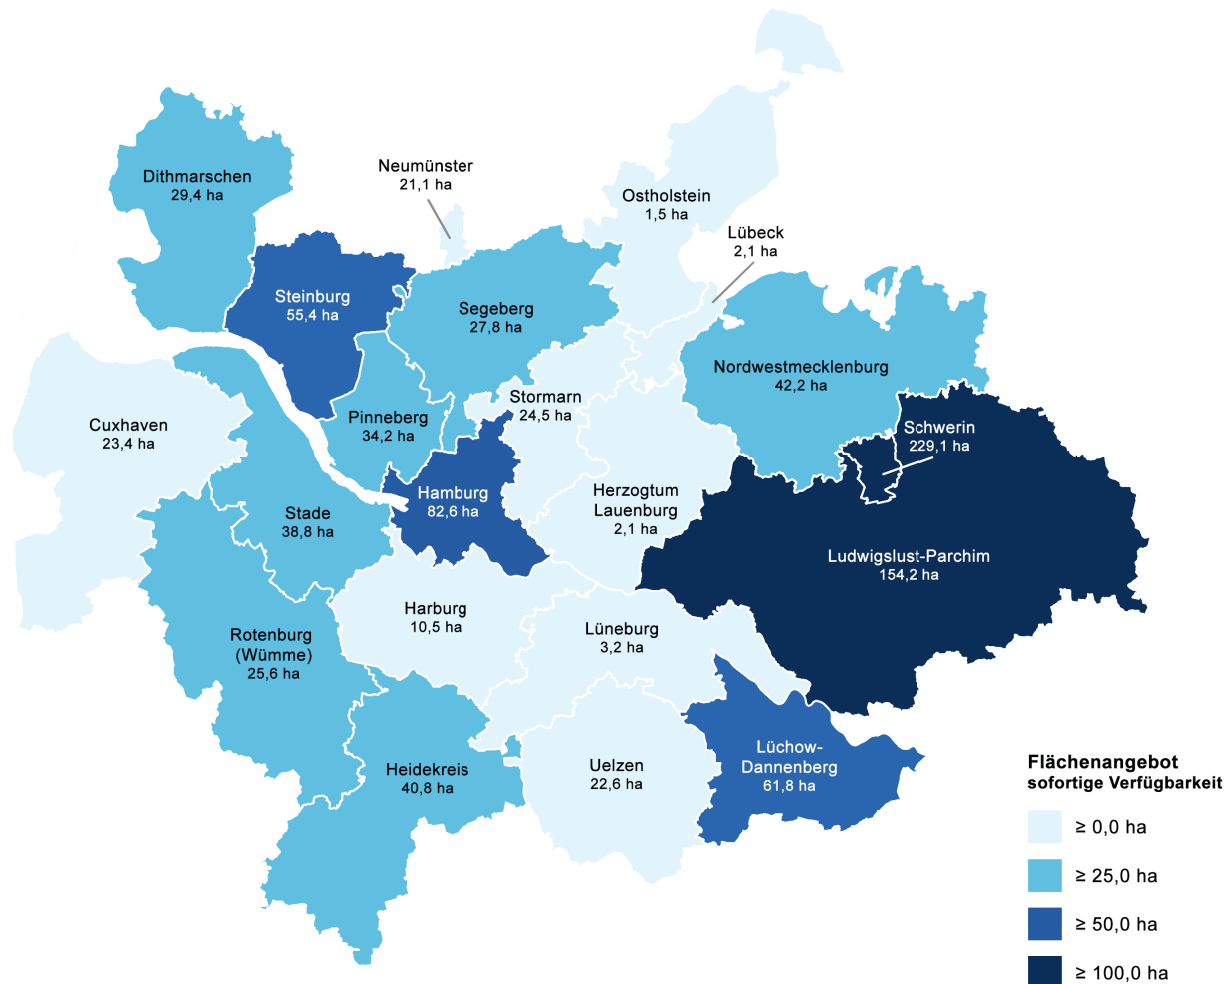 Dithmarschen
29,4 ha
Neumünster
21,1 ha
Ostholstein
1,5 ha
Lübeck
2,1 ha
Steinburg
55,4 ha
Segeberg
27,8 ha
Nordwestmecklenburg
42,2 ha
Cuxhaven
23,4 ha
Pinneberg
34,2 ha
Stormarn
24,5 ha
Schwerin
229,1 ha
Hamburg
82,6 ha
Herzogtum
Lauenburg
2,1 ha
Stade
38,8 ha
Ludwigslust-Parchim
154,2 ha
Harburg
10,5 ha
Lüneburg
3,2 ha
Rotenburg
(Wümme)
25,6 ha
Heidekreis
40,8 ha
Uelzen
22,6 ha
Lüchow-
Dannenberg
61,8 ha
Flächenangebot
sofortige Verfügbarkeit
≥ 0,0 ha
≥ 25,0 ha
≥ 50,0 ha
≥ 100,0 ha